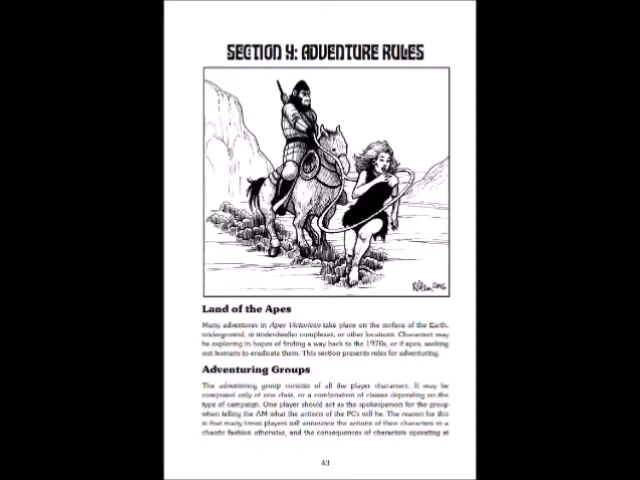 SECTION 4: ADVENTURE RULES
Land of the Apes
Many adventures in Apes Victorious take place on the surface of the Earth,
underground, in underdweller complexes, or other locations. Characters may
be exploring in hopes of finding a way back to the 1970s, or if apes, seeking
out humans to eradicate them. This section presents rules for adventuring.
Adventuring Groups
The adventuring group consists of all the player characters. It may be
composed only of one class, or a combination of classes depending on the
type of campaign. One player should act as the spokesperson for the group
when telling the AM what the actions of the PCs will be. The reason for this
is that many times players will announce the actions of their characters in a
chaotic fashion otherwise, and the consequences of characters operating at
43